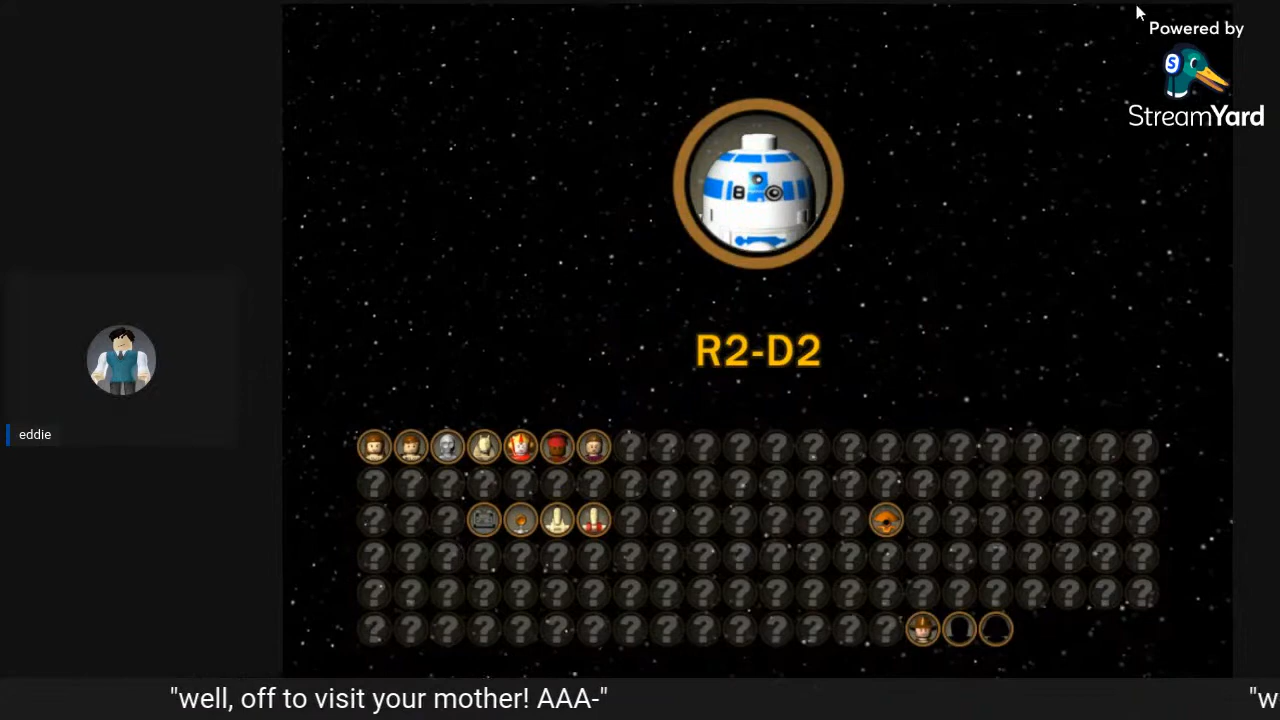 Powered by
S
StreamYard
R2-D2
eddie
"well, off to visit your mother! AAA-"
"w